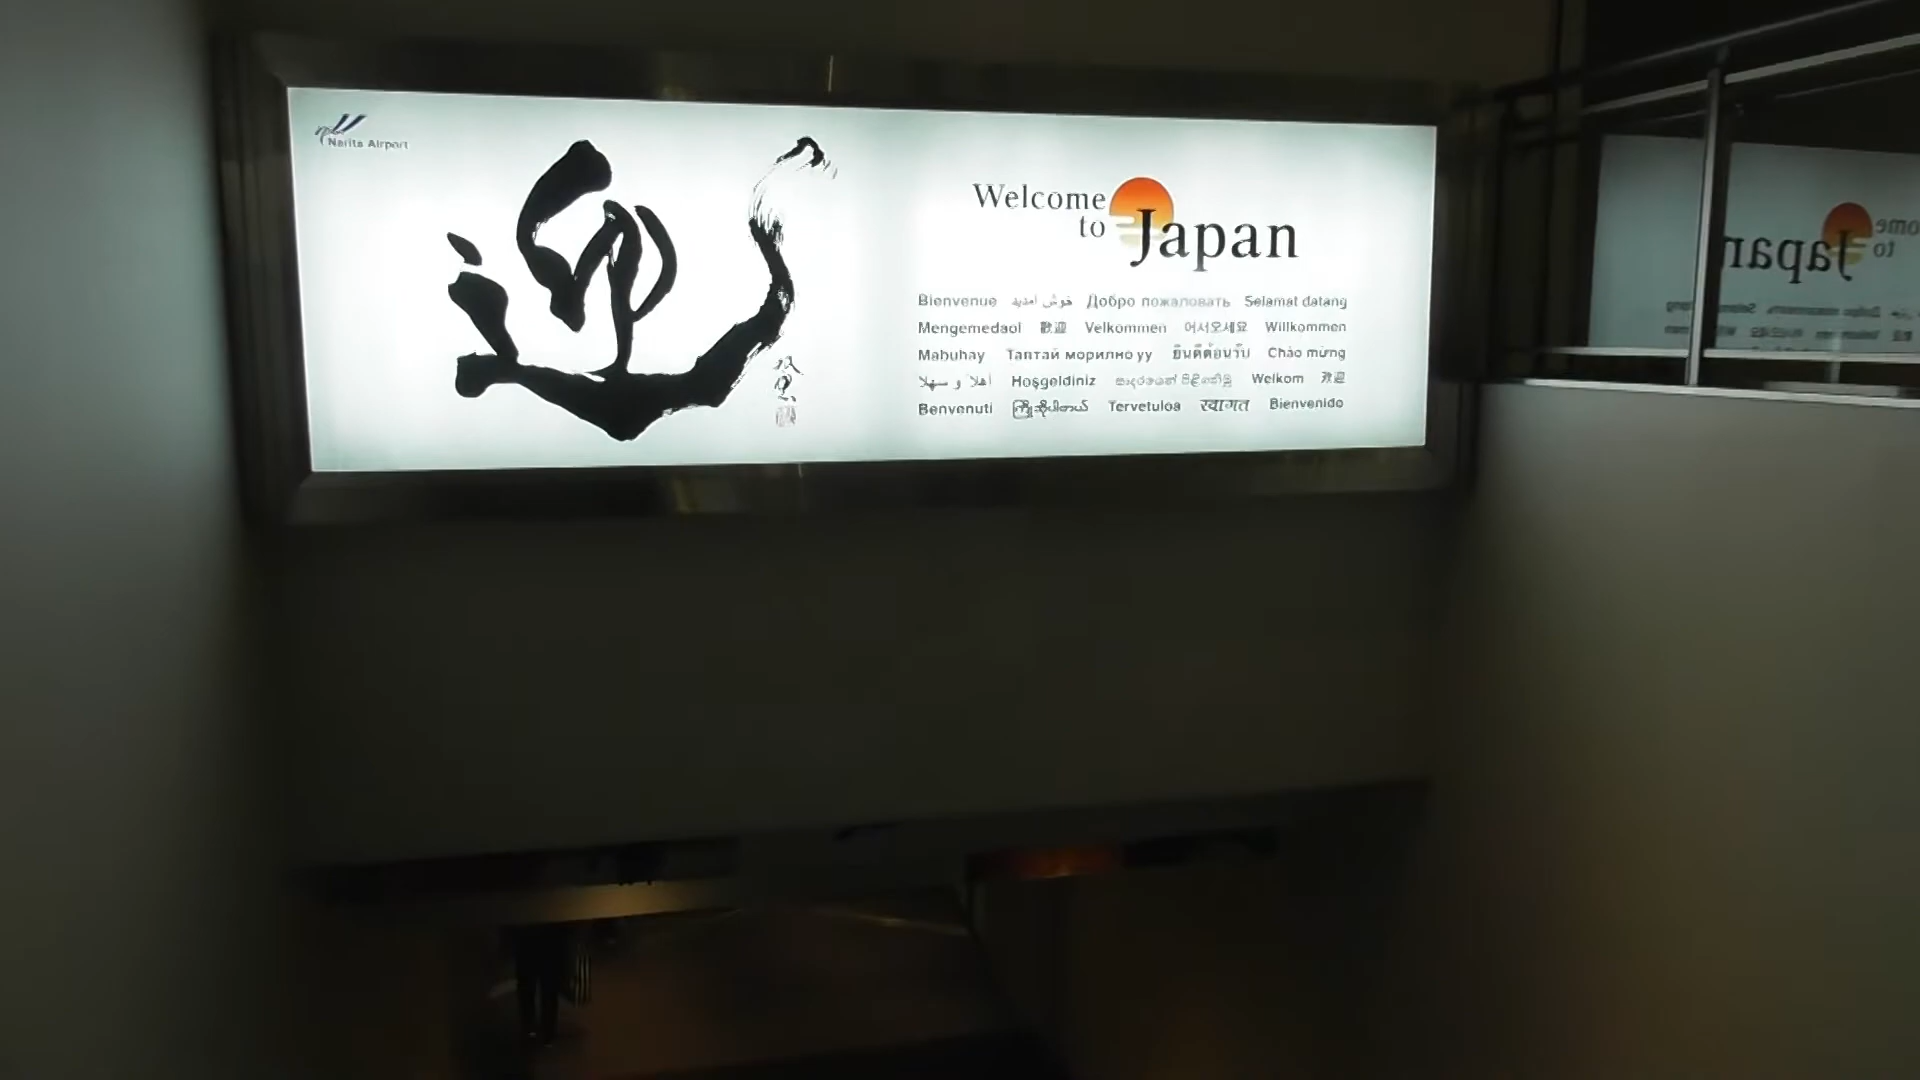 Narita Airport
迎
Welcome
to Japan
Bienvenue خوش آمدید Добро пожаловать Selamat datang
Mengemedaol 歡迎 Velkommen 어서오세요 Willkommen
Mabuhay Тавтай морилно уу ยินดีต้อนรับ Chào mừng
أهلا و سهلا Hoşgeldiniz Welkom 欢迎
Benvenuti Tervetuloa स्वागत Bienvenido